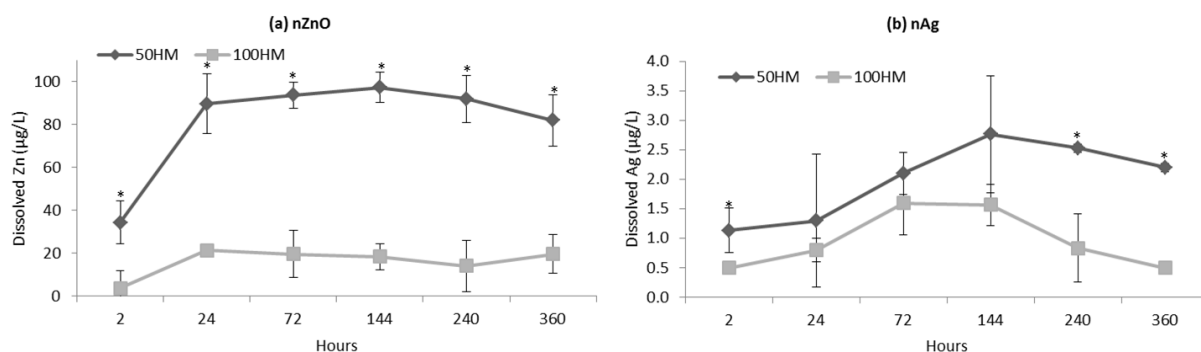 (a) nZnO
50HM 100HM
Dissolved Zn (µg/L)
100
80
60
40
20
0
* * * * * *
2 24 72 144 240 360
Hours
(b) nAg
50HM 100HM
Dissolved Ag (µg/L)
4.0
3.5
3.0
2.5
2.0
1.5
1.0
0.5
0.0
* * *
2 24 72 144 240 360
Hours